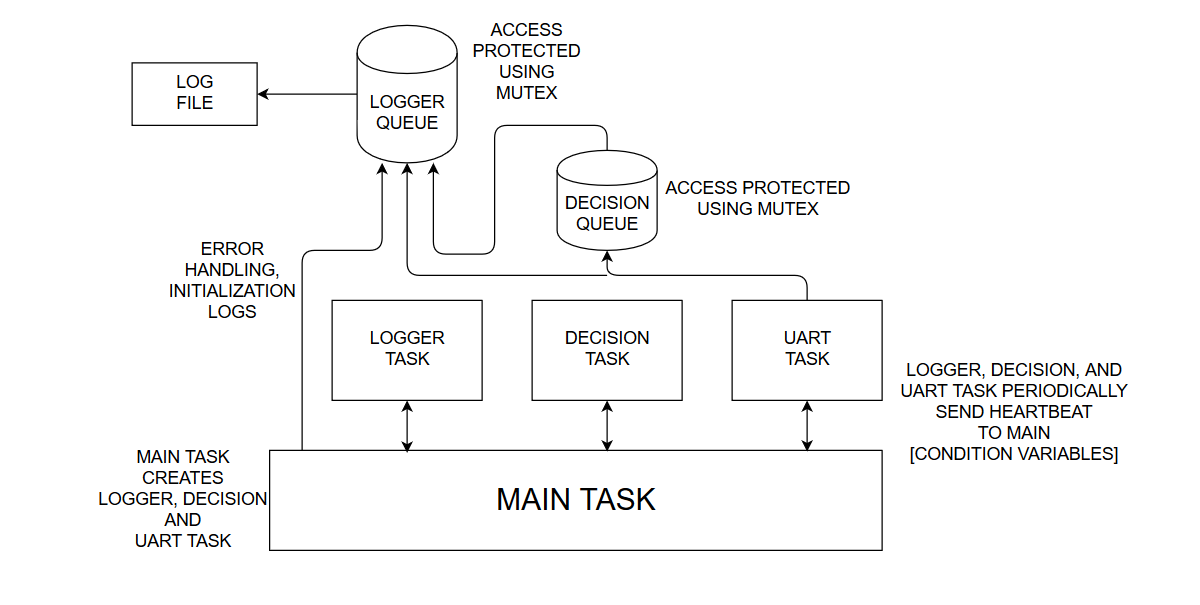 ACCESS
PROTECTED
USING
MUTEX
LOG
FILE
LOGGER
QUEUE
DECISION
QUEUE
ACCESS PROTECTED
USING MUTEX
ERROR
HANDLING,
INITIALIZATION
LOGS
LOGGER
TASK
DECISION
TASK
UART
TASK
LOGGER, DECISION, AND
UART TASK PERIODICALLY
SEND HEARTBEAT
TO MAIN
[CONDITION VARIABLES]
MAIN TASK
CREATES
LOGGER, DECISION
AND
UART TASK
MAIN TASK